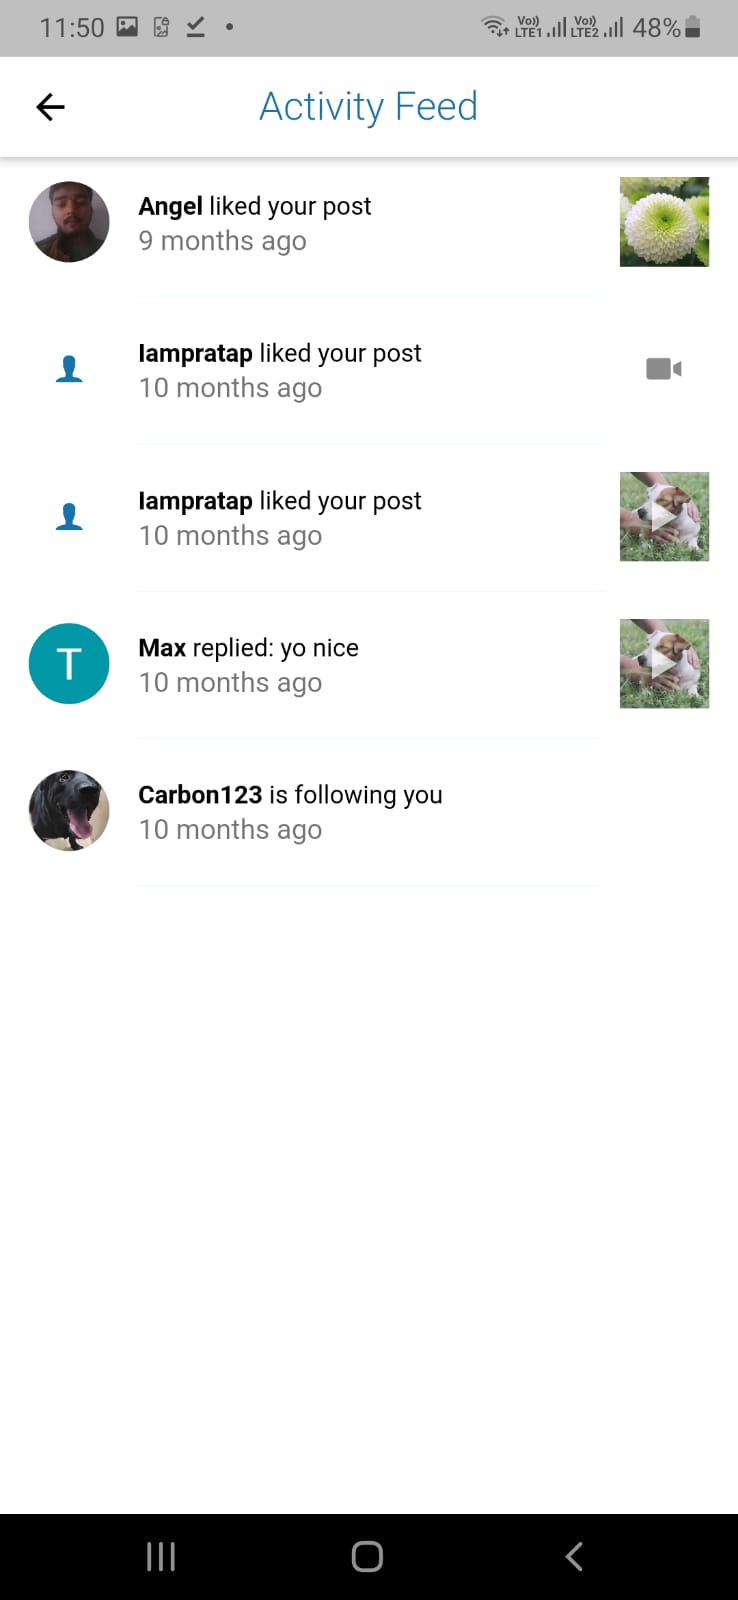 11:50 Vo)) LTE1 Vo)) LTE2 48%
Activity Feed
Angel liked your post
9 months ago
Iampratap liked your post
10 months ago
Iampratap liked your post
10 months ago
T
Max replied: yo nice
10 months ago
Carbon123 is following you
10 months ago